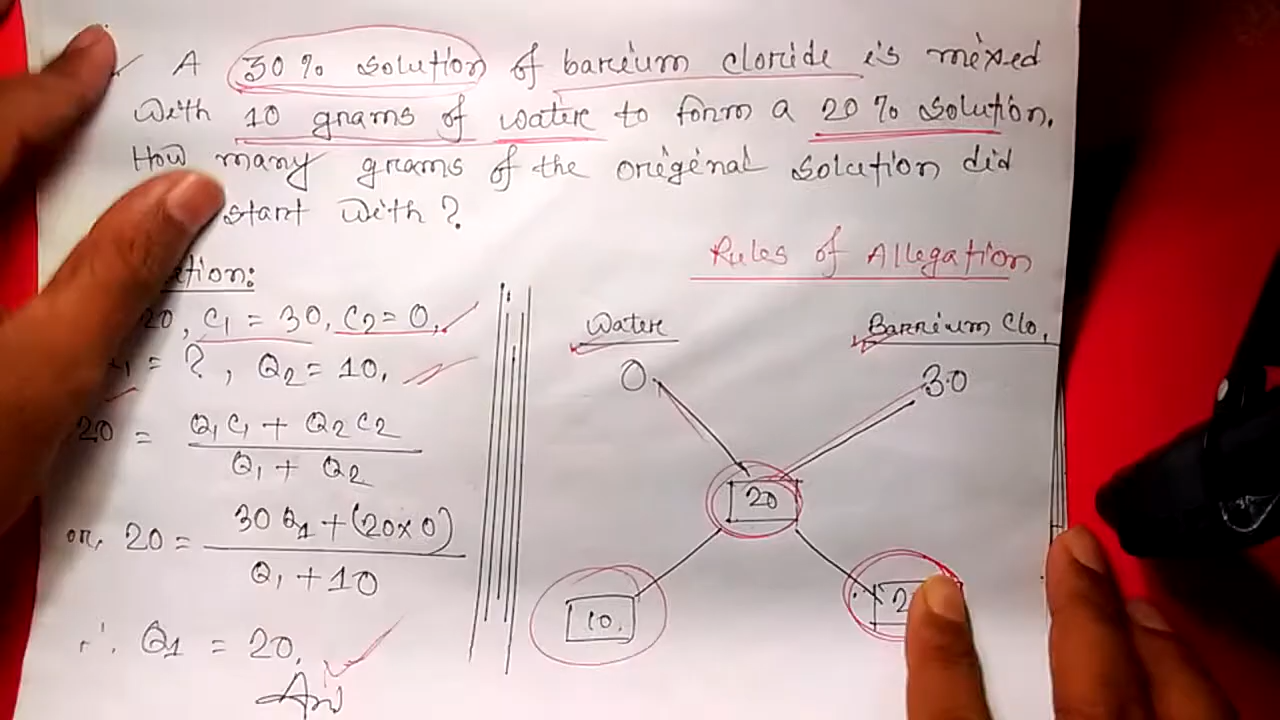 A 30% solution of barium cloride is mixed
with 10 grams of water to form a 20% solution.
How many grams of the original solution did
start with?
Rules of Allegation
20, C1 = 30, C2 = 0,
= ?, Q2 = 10,
20 = Q1C1 + Q2C2 / Q1 + Q2
or, 20 = 30Q1 + (20×0) / Q1 + 10
∴ Q1 = 20.
Ans
Water
Barrium Clo.
0
30
20
10.